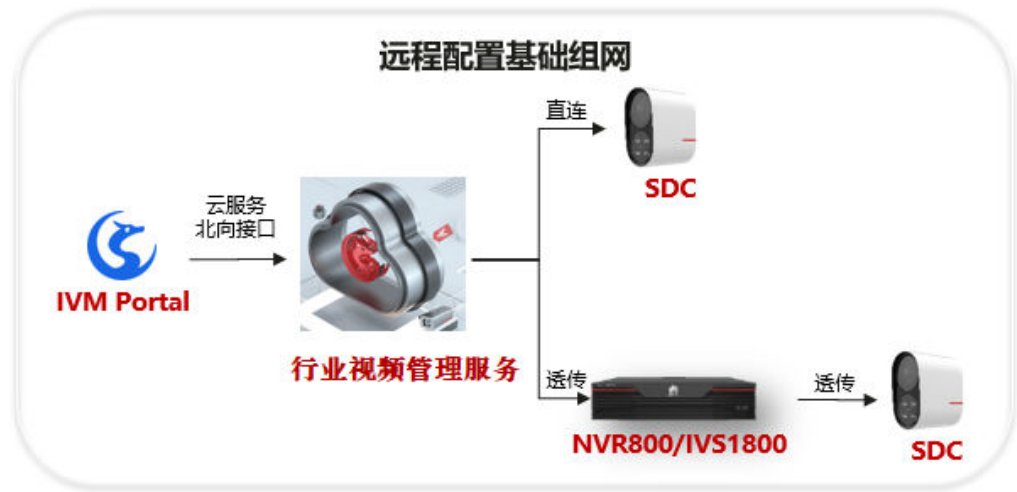 远程配置基础组网
直连
SDC
云服务
北向接口
IVM Portal
行业视频管理服务
透传
NVR800/IVS1800
透传
SDC